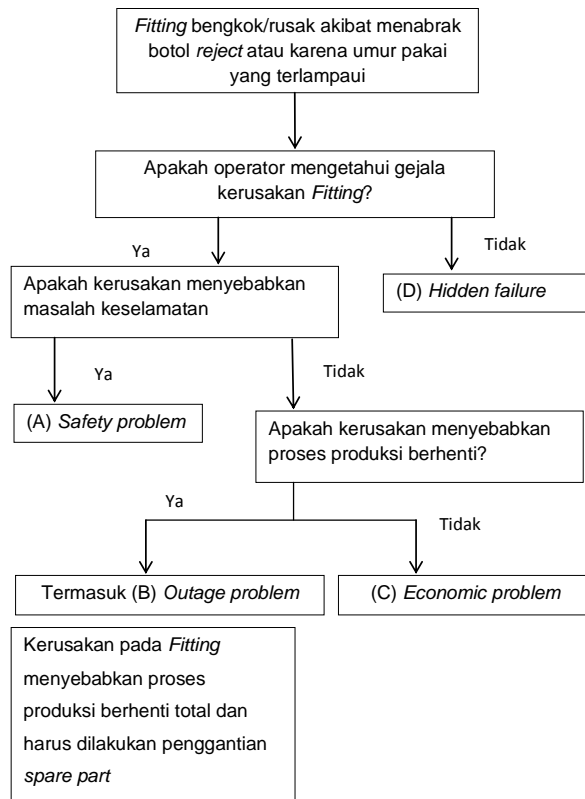 Fitting bengkok/rusak akibat menabrak
botol reject atau karena umur pakai
yang terlampaui
Apakah operator mengetahui gejala
kerusakan Fitting?
Ya
Tidak
Apakah kerusakan menyebabkan
masalah keselamatan
(D) Hidden failure
Ya
Tidak
(A) Safety problem
Apakah kerusakan menyebabkan
proses produksi berhenti?
Ya
Tidak
Termasuk (B) Outage problem
(C) Economic problem
Kerusakan pada Fitting
menyebabkan proses
produksi berhenti total dan
harus dilakukan penggantian
spare part